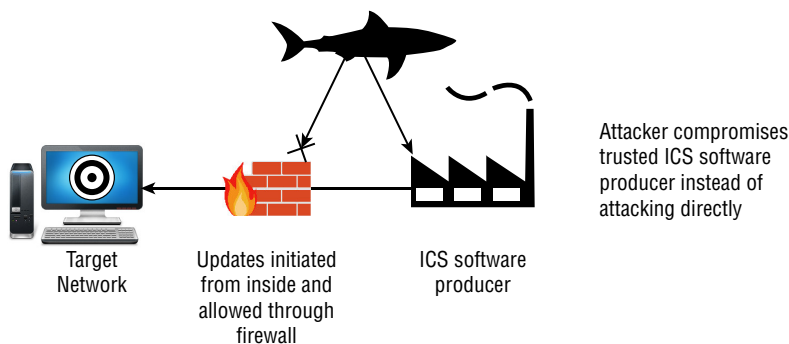 Attacker compromises
trusted ICS software
producer instead of
attacking directly
Target
Network
Updates initiated
from inside and
allowed through
firewall
ICS software
producer